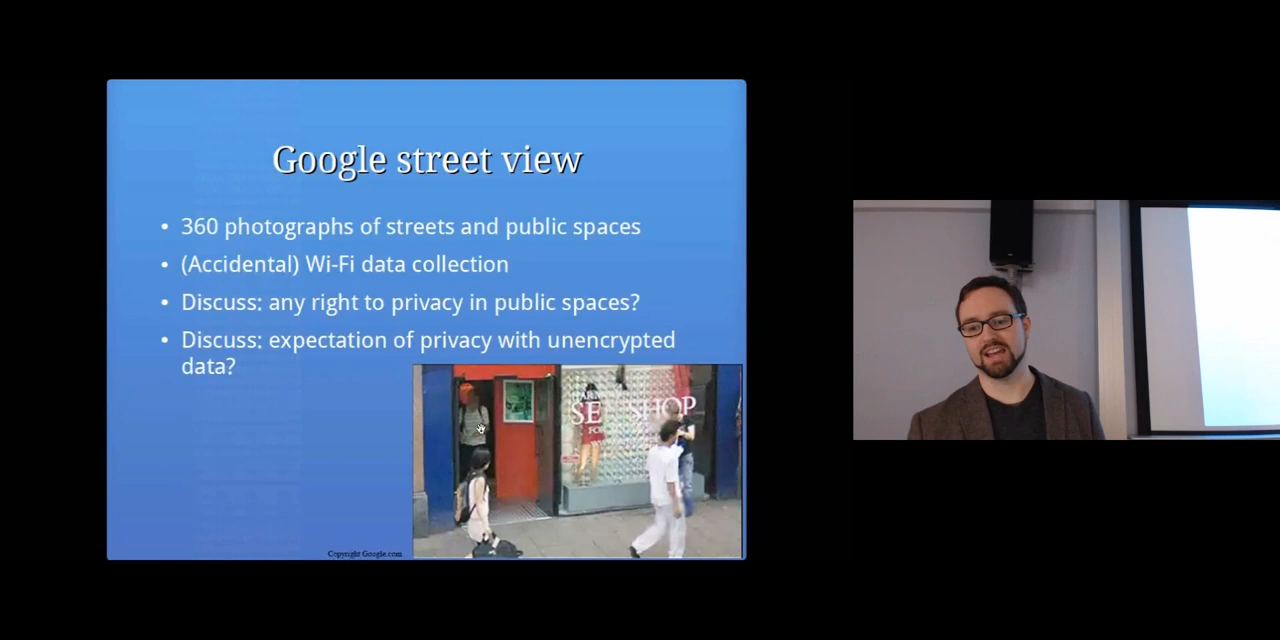 Google street view
• 360 photographs of streets and public spaces
• (Accidental) Wi-Fi data collection
• Discuss: any right to privacy in public spaces?
• Discuss: expectation of privacy with unencrypted
data?
SE SHOP
FOR
Copyright Google.com